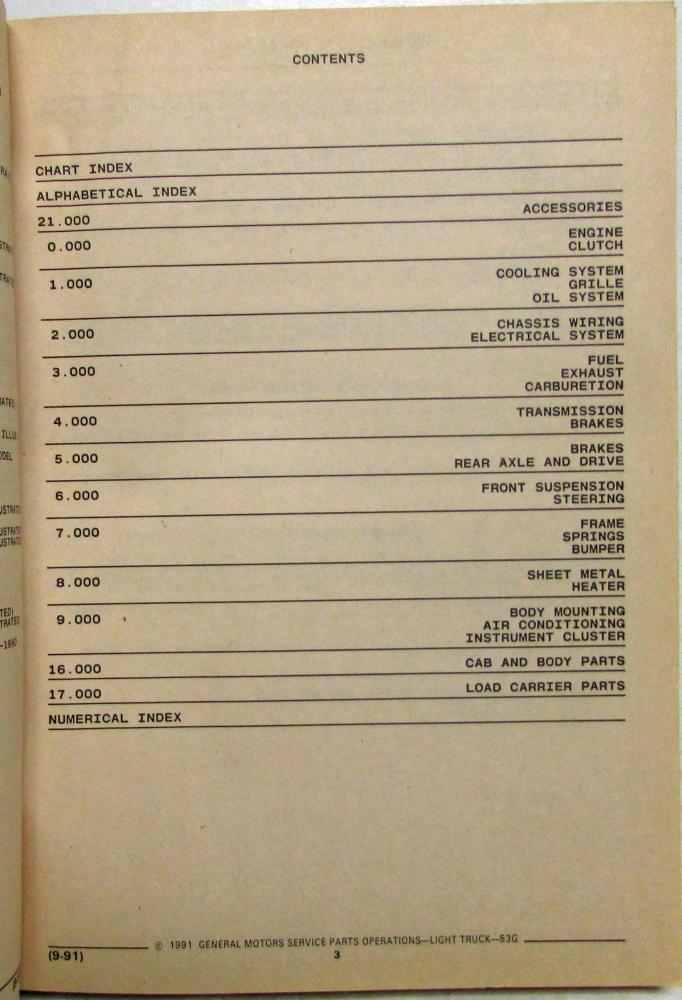 CONTENTS
CHART INDEX
ALPHABETICAL INDEX
21.000 ACCESSORIES
0.000 ENGINE
CLUTCH
1.000 COOLING SYSTEM
GRILLE
OIL SYSTEM
2.000 CHASSIS WIRING
ELECTRICAL SYSTEM
3.000 FUEL
EXHAUST
CARBURETION
4.000 TRANSMISSION
BRAKES
5.000 BRAKES
REAR AXLE AND DRIVE
6.000 FRONT SUSPENSION
STEERING
7.000 FRAME
SPRINGS
BUMPER
8.000 SHEET METAL
HEATER
9.000 BODY MOUNTING
AIR CONDITIONING
INSTRUMENT CLUSTER
16.000 CAB AND BODY PARTS
17.000 LOAD CARRIER PARTS
NUMERICAL INDEX
© 1991 GENERAL MOTORS SERVICE PARTS OPERATIONS—LIGHT TRUCK—53G
(9-91) 3